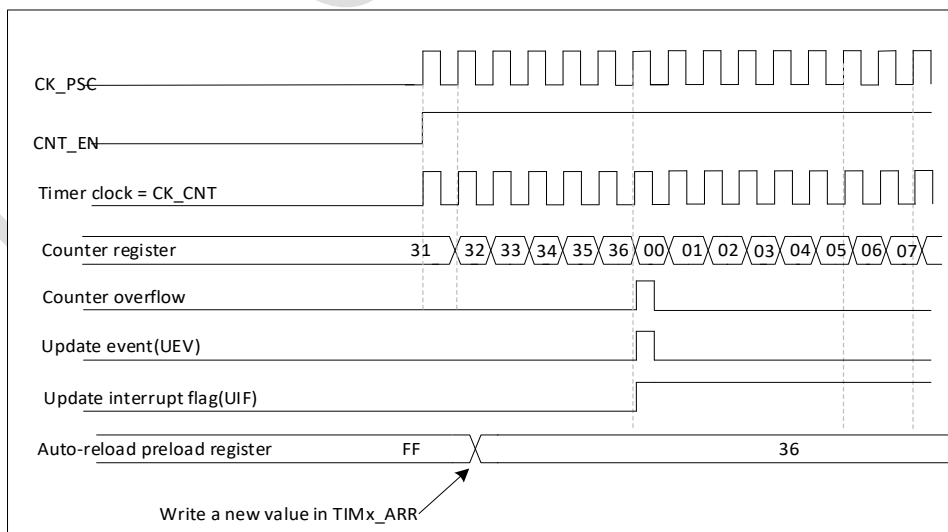 CK_PSC
CNT_EN
Timer clock = CK_CNT
Counter register 31 32 33 34 35 36 00 01 02 03 04 05 06 07
Counter overflow
Update event(UEV)
Update interrupt flag(UIF)
Auto-reload preload register FF 36
Write a new value in TIMx_ARR